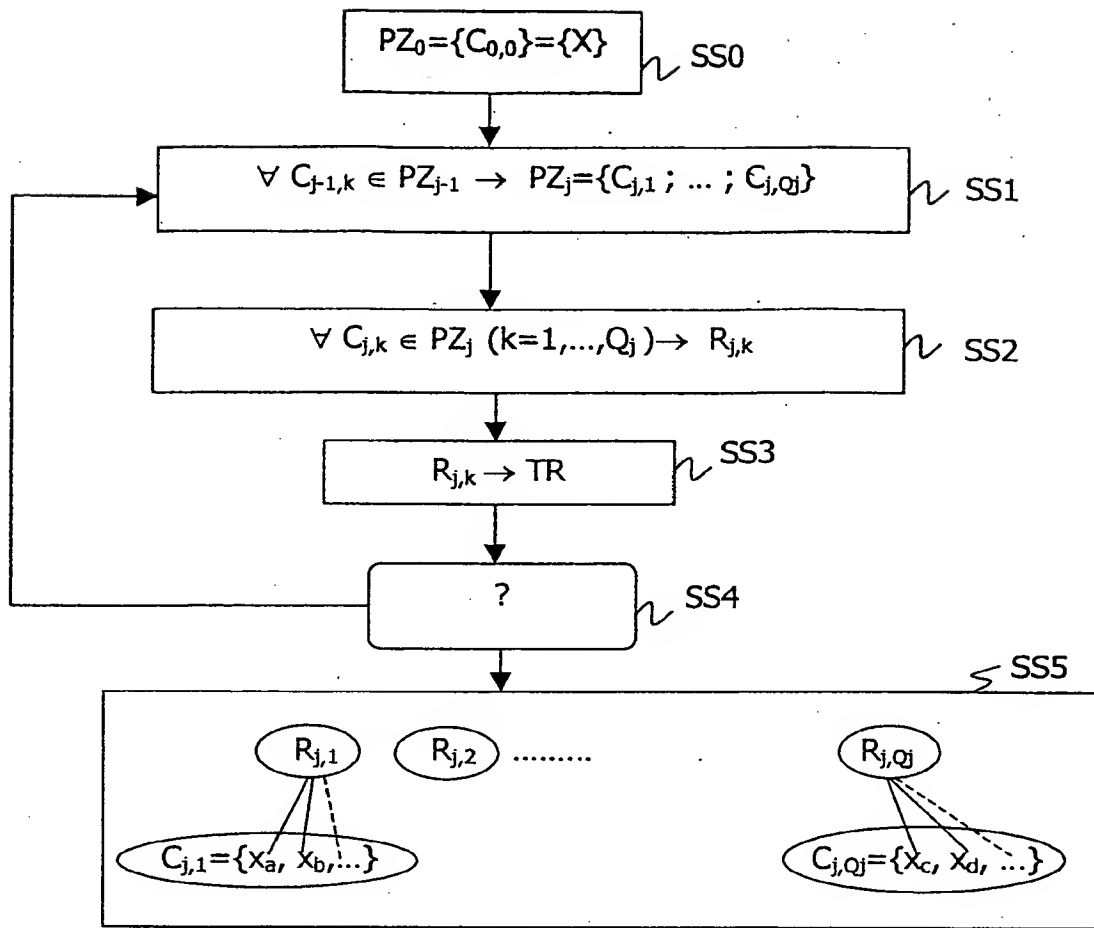 PZ₀={C₀,₀}={X}
SS0
∀ Cⱼ₋₁,ₖ ∈ PZⱼ₋₁ → PZⱼ={Cⱼ,₁ ; ... ; Cⱼ,Qⱼ}
SS1
∀ Cⱼ,ₖ ∈ PZⱼ (k=1,...,Qⱼ)→ Rⱼ,ₖ
SS2
Rⱼ,ₖ → TR
SS3
?
SS4
SS5
Rⱼ,₁ Rⱼ,₂ ......... Rⱼ,Qⱼ
Cⱼ,₁={xₐ, x_b,...} Cⱼ,Qⱼ={x_c, x_d, ...}